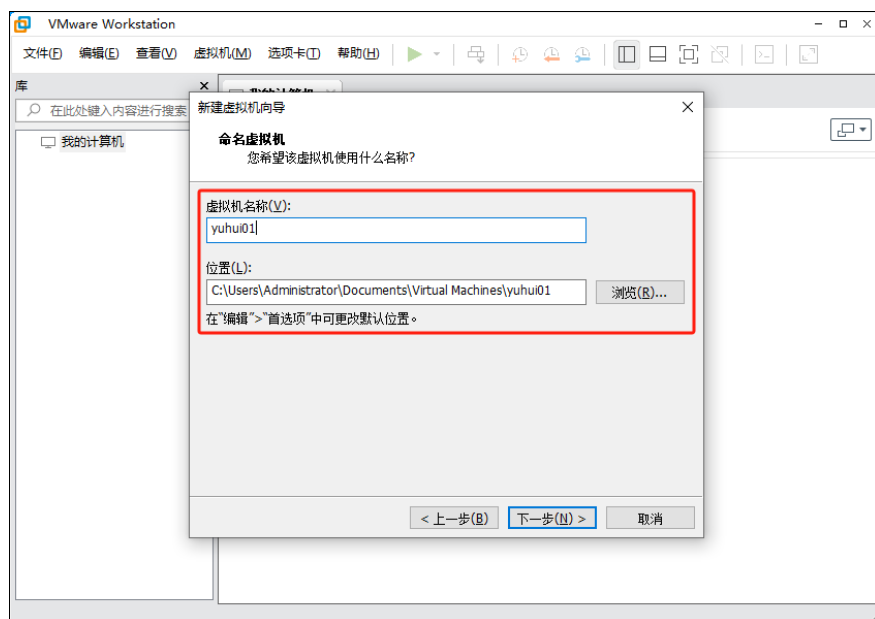 VMware Workstation
文件(F) 编辑(E) 查看(V) 虚拟机(M) 选项卡(T) 帮助(H)
库
在此处键入内容进行搜索
我的计算机
新建虚拟机向导
命名虚拟机
您希望该虚拟机使用什么名称?
虚拟机名称(V):
yuhui01
位置(L):
C:\Users\Administrator\Documents\Virtual Machines\yuhui01
浏览(R)...
在"编辑">"首选项"中可更改默认位置。
< 上一步(B) 下一步(N) > 取消